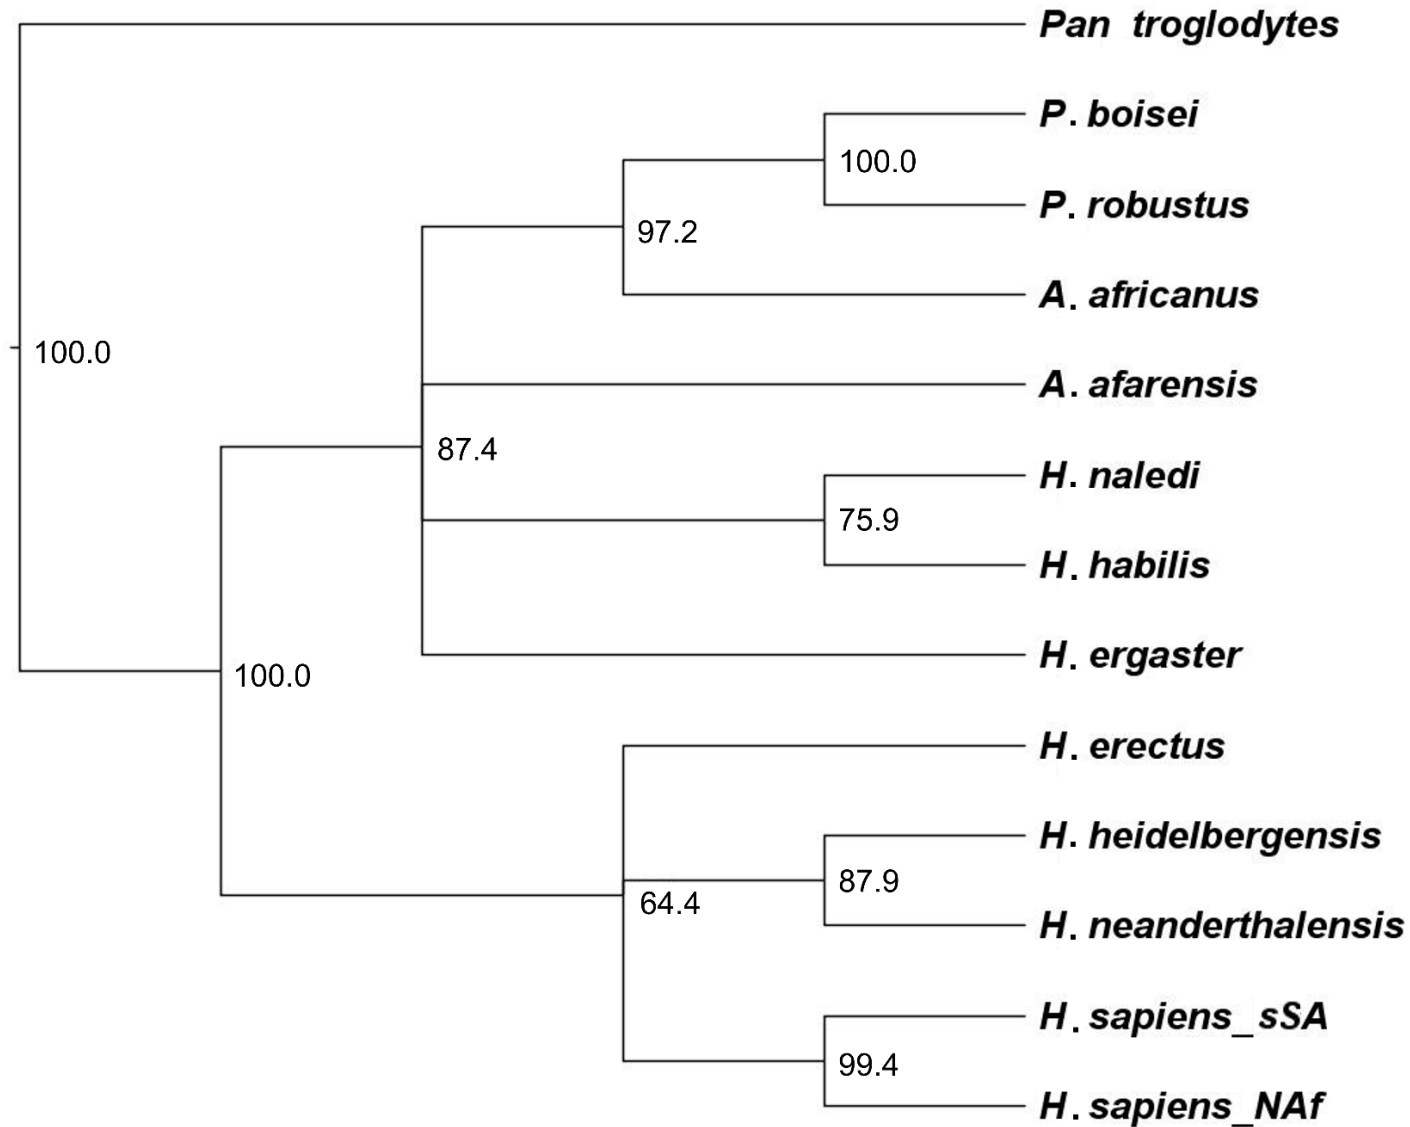 Pan troglodytes
P. boisei
100.0
P. robustus
97.2
A. africanus
100.0
A. afarensis
87.4
H. naledi
75.9
H. habilis
H. ergaster
100.0
H. erectus
H. heidelbergensis
87.9
64.4
H. neanderthalensis
H. sapiens_sSA
99.4
H. sapiens_NAf